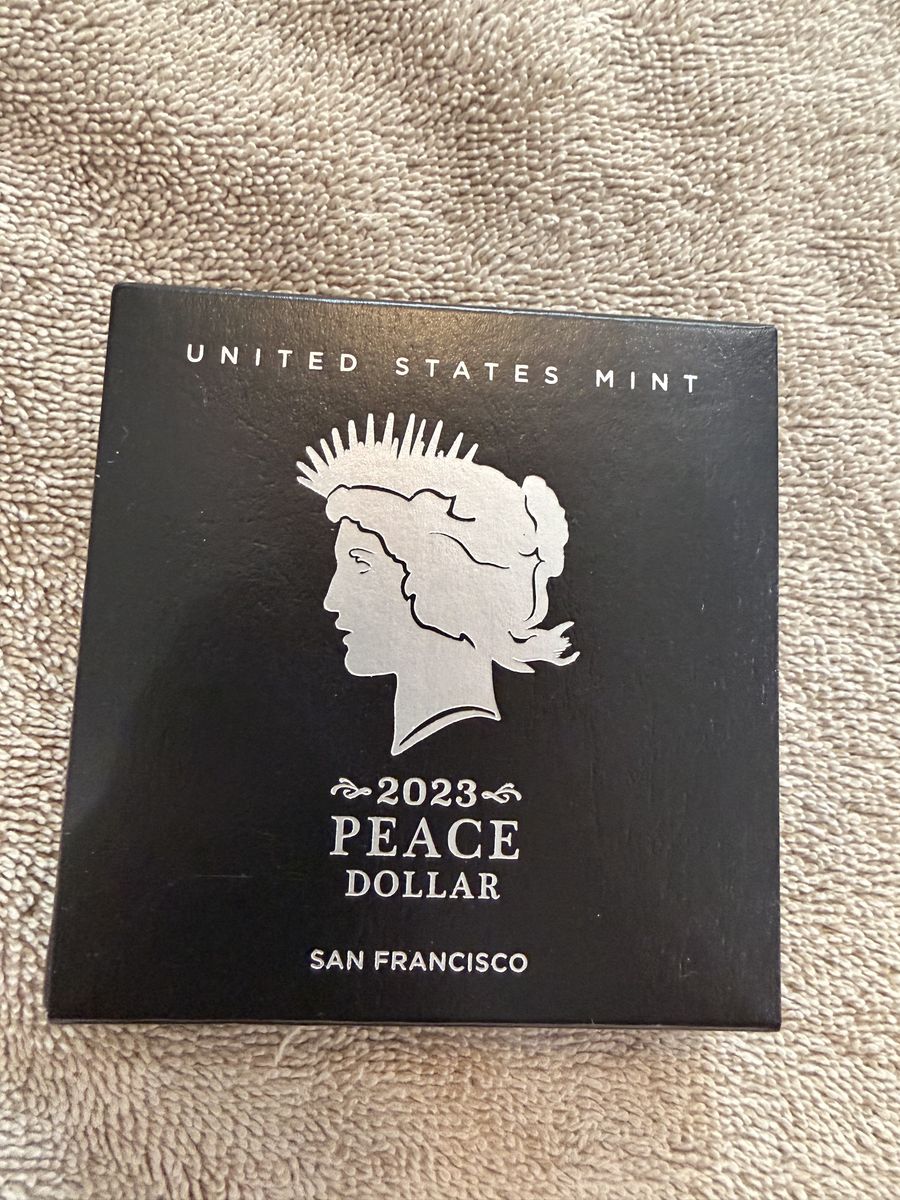 UNITED STATES MINT
2023
PEACE
DOLLAR
SAN FRANCISCO